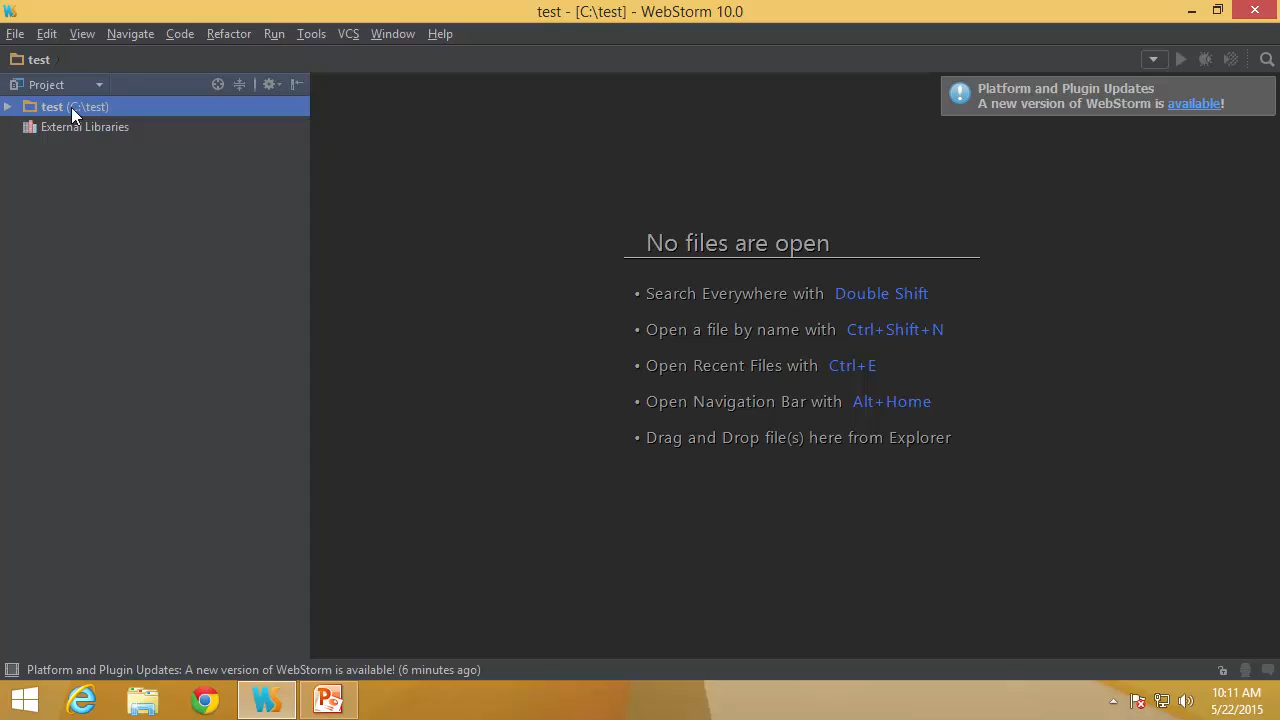 test - [C:\test] - WebStorm 10.0
File Edit View Navigate Code Refactor Run Tools VCS Window Help
test
Project
test (C:\test)
External Libraries
Platform and Plugin Updates
A new version of WebStorm is available!
No files are open
• Search Everywhere with Double Shift
• Open a file by name with Ctrl+Shift+N
• Open Recent Files with Ctrl+E
• Open Navigation Bar with Alt+Home
• Drag and Drop file(s) here from Explorer
Platform and Plugin Updates: A new version of WebStorm is available! (6 minutes ago)
10:11 AM
5/22/2015